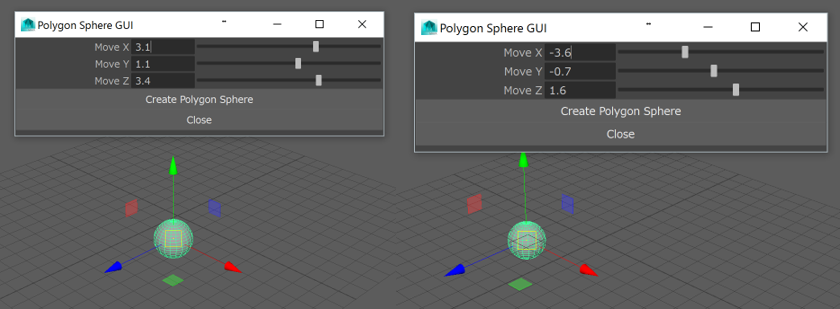 Polygon Sphere GUI
Move X 3.1
Move Y 1.1
Move Z 3.4
Create Polygon Sphere
Close
Polygon Sphere GUI
Move X -3.6
Move Y -0.7
Move Z 1.6
Create Polygon Sphere
Close